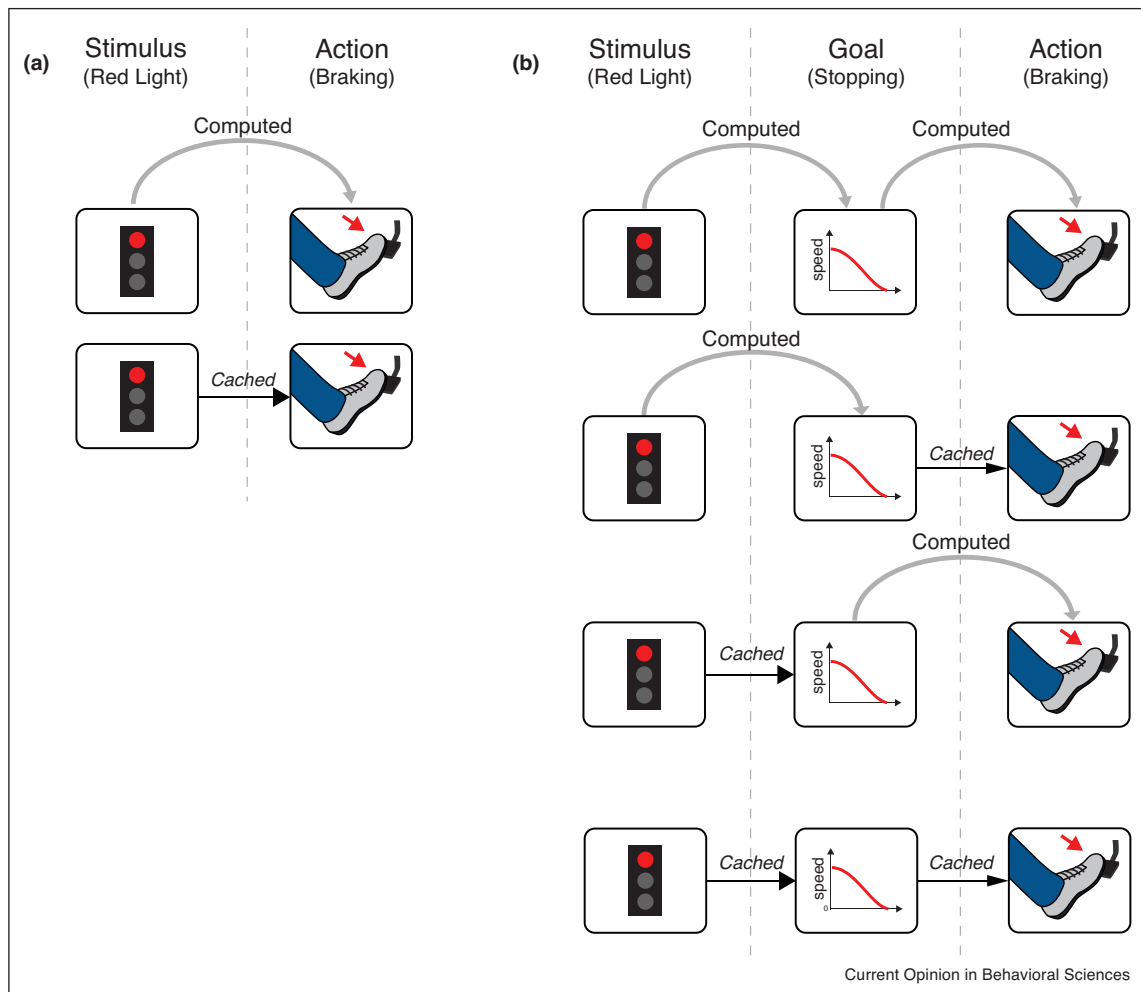 (a)
Stimulus
(Red Light)
Action
(Braking)
Computed
Cached
(b)
Stimulus
(Red Light)
Goal
(Stopping)
Action
(Braking)
Computed
Computed
speed
Computed
speed
Cached
Computed
Cached
speed
Cached
speed
0
Cached
Current Opinion in Behavioral Sciences